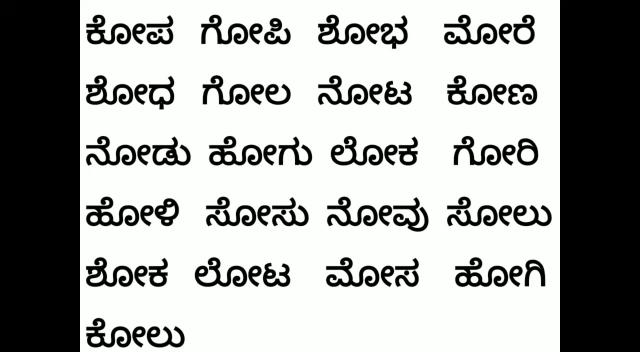 ಕೋಪ ಗೋಪಿ ಶೋಭ ಮೋರೆ
ಶೋಧ ಗೋಲ ನೋಟ ಕೋಣ
ನೋಡು ಹೋಗು ಲೋಕ ಗೋರಿ
ಹೋಳಿ ಸೋಸು ನೋವು ಸೋಲು
ಶೋಕ ಲೋಟ ಮೋಸ ಹೋಗಿ
ಕೋಲು